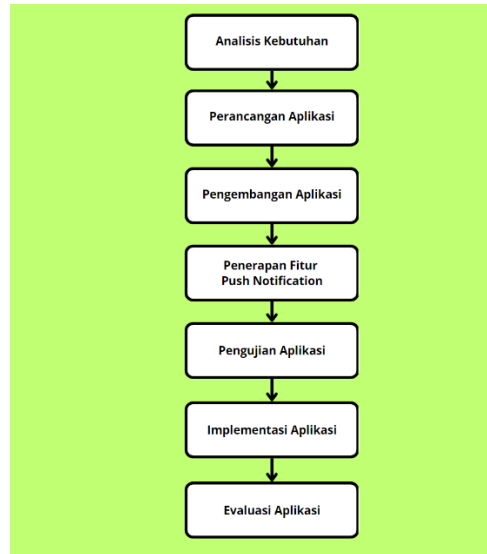 Analisis Kebutuhan
Perancangan Aplikasi
Pengembangan Aplikasi
Penerapan Fitur
Push Notification
Pengujian Aplikasi
Implementasi Aplikasi
Evaluasi Aplikasi